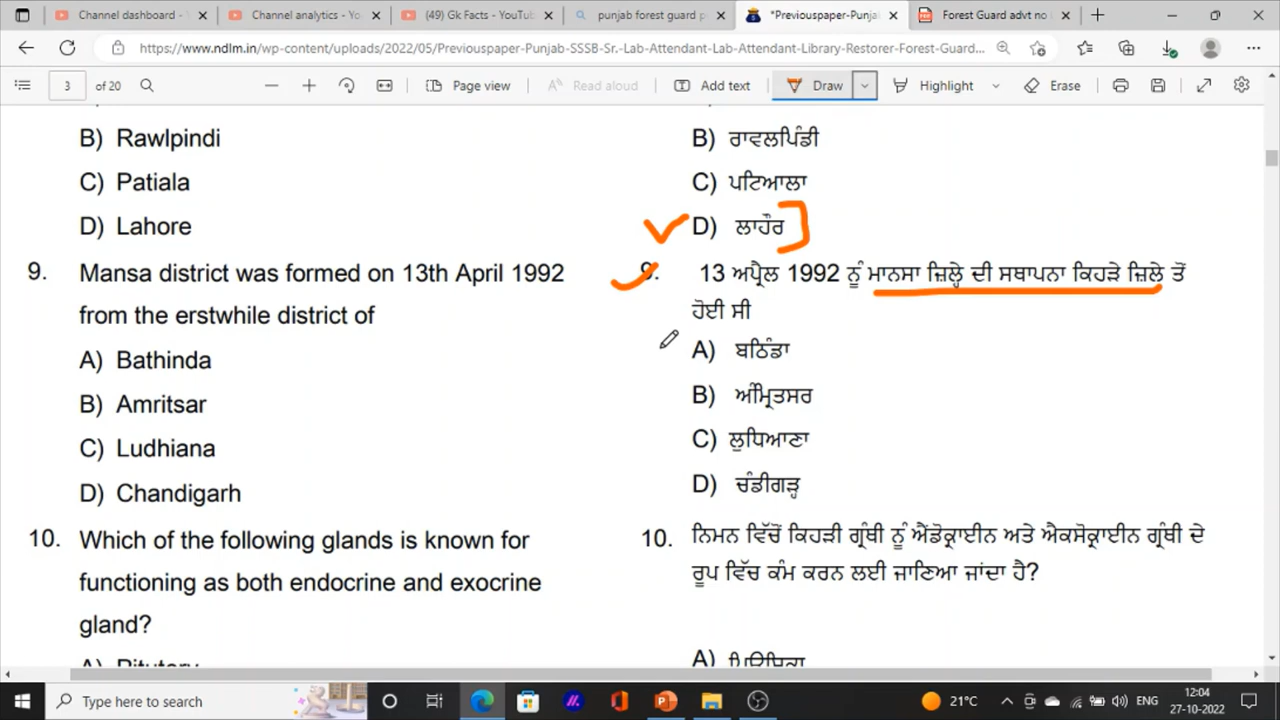 Channel dashboard - You
Channel analytics - Yo
(49) Gk Facts - YouTube
punjab forest guard p
*Previouspaper-Punja
Forest Guard advt no
https://www.ndlm.in/wp-content/uploads/2022/05/Previouspaper-Punjab-SSSB-Sr.-Lab-Attendant-Lab-Attendant-Library-Restorer-Forest-Guard...
3 of 20
Page view
Read aloud
Add text
Draw
Highlight
Erase
B) Rawlpindi
C) Patiala
D) Lahore
9. Mansa district was formed on 13th April 1992
from the erstwhile district of
A) Bathinda
B) Amritsar
C) Ludhiana
D) Chandigarh
10. Which of the following glands is known for
functioning as both endocrine and exocrine
gland?
A) Pitutory
B) ਰਾਵਲਪਿੰਡੀ
C) ਪਟਿਆਲਾ
D) ਲਾਹੌਰ
9. 13 ਅਪ੍ਰੈਲ 1992 ਨੂੰ ਮਾਨਸਾ ਜ਼ਿਲ੍ਹੇ ਦੀ ਸਥਾਪਨਾ ਕਿਹੜੇ ਜ਼ਿਲੇ ਤੋਂ
ਹੋਈ ਸੀ
A) ਬਠਿੰਡਾ
B) ਅੰਮ੍ਰਿਤਸਰ
C) ਲੁਧਿਆਣਾ
D) ਚੰਡੀਗੜ੍ਹ
10. ਨਿਮਨ ਵਿੱਚੋਂ ਕਿਹੜੀ ਗ੍ਰੰਥੀ ਨੂੰ ਐਂਡੋਕ੍ਰਾਈਨ ਅਤੇ ਐਕਸੋਕ੍ਰਾਈਨ ਗ੍ਰੰਥੀ ਦੇ
ਰੂਪ ਵਿੱਚ ਕੰਮ ਕਰਨ ਲਈ ਜਾਣਿਆ ਜਾਂਦਾ ਹੈ?
A)
Type here to search
21°C
ENG
12:04
27-10-2022